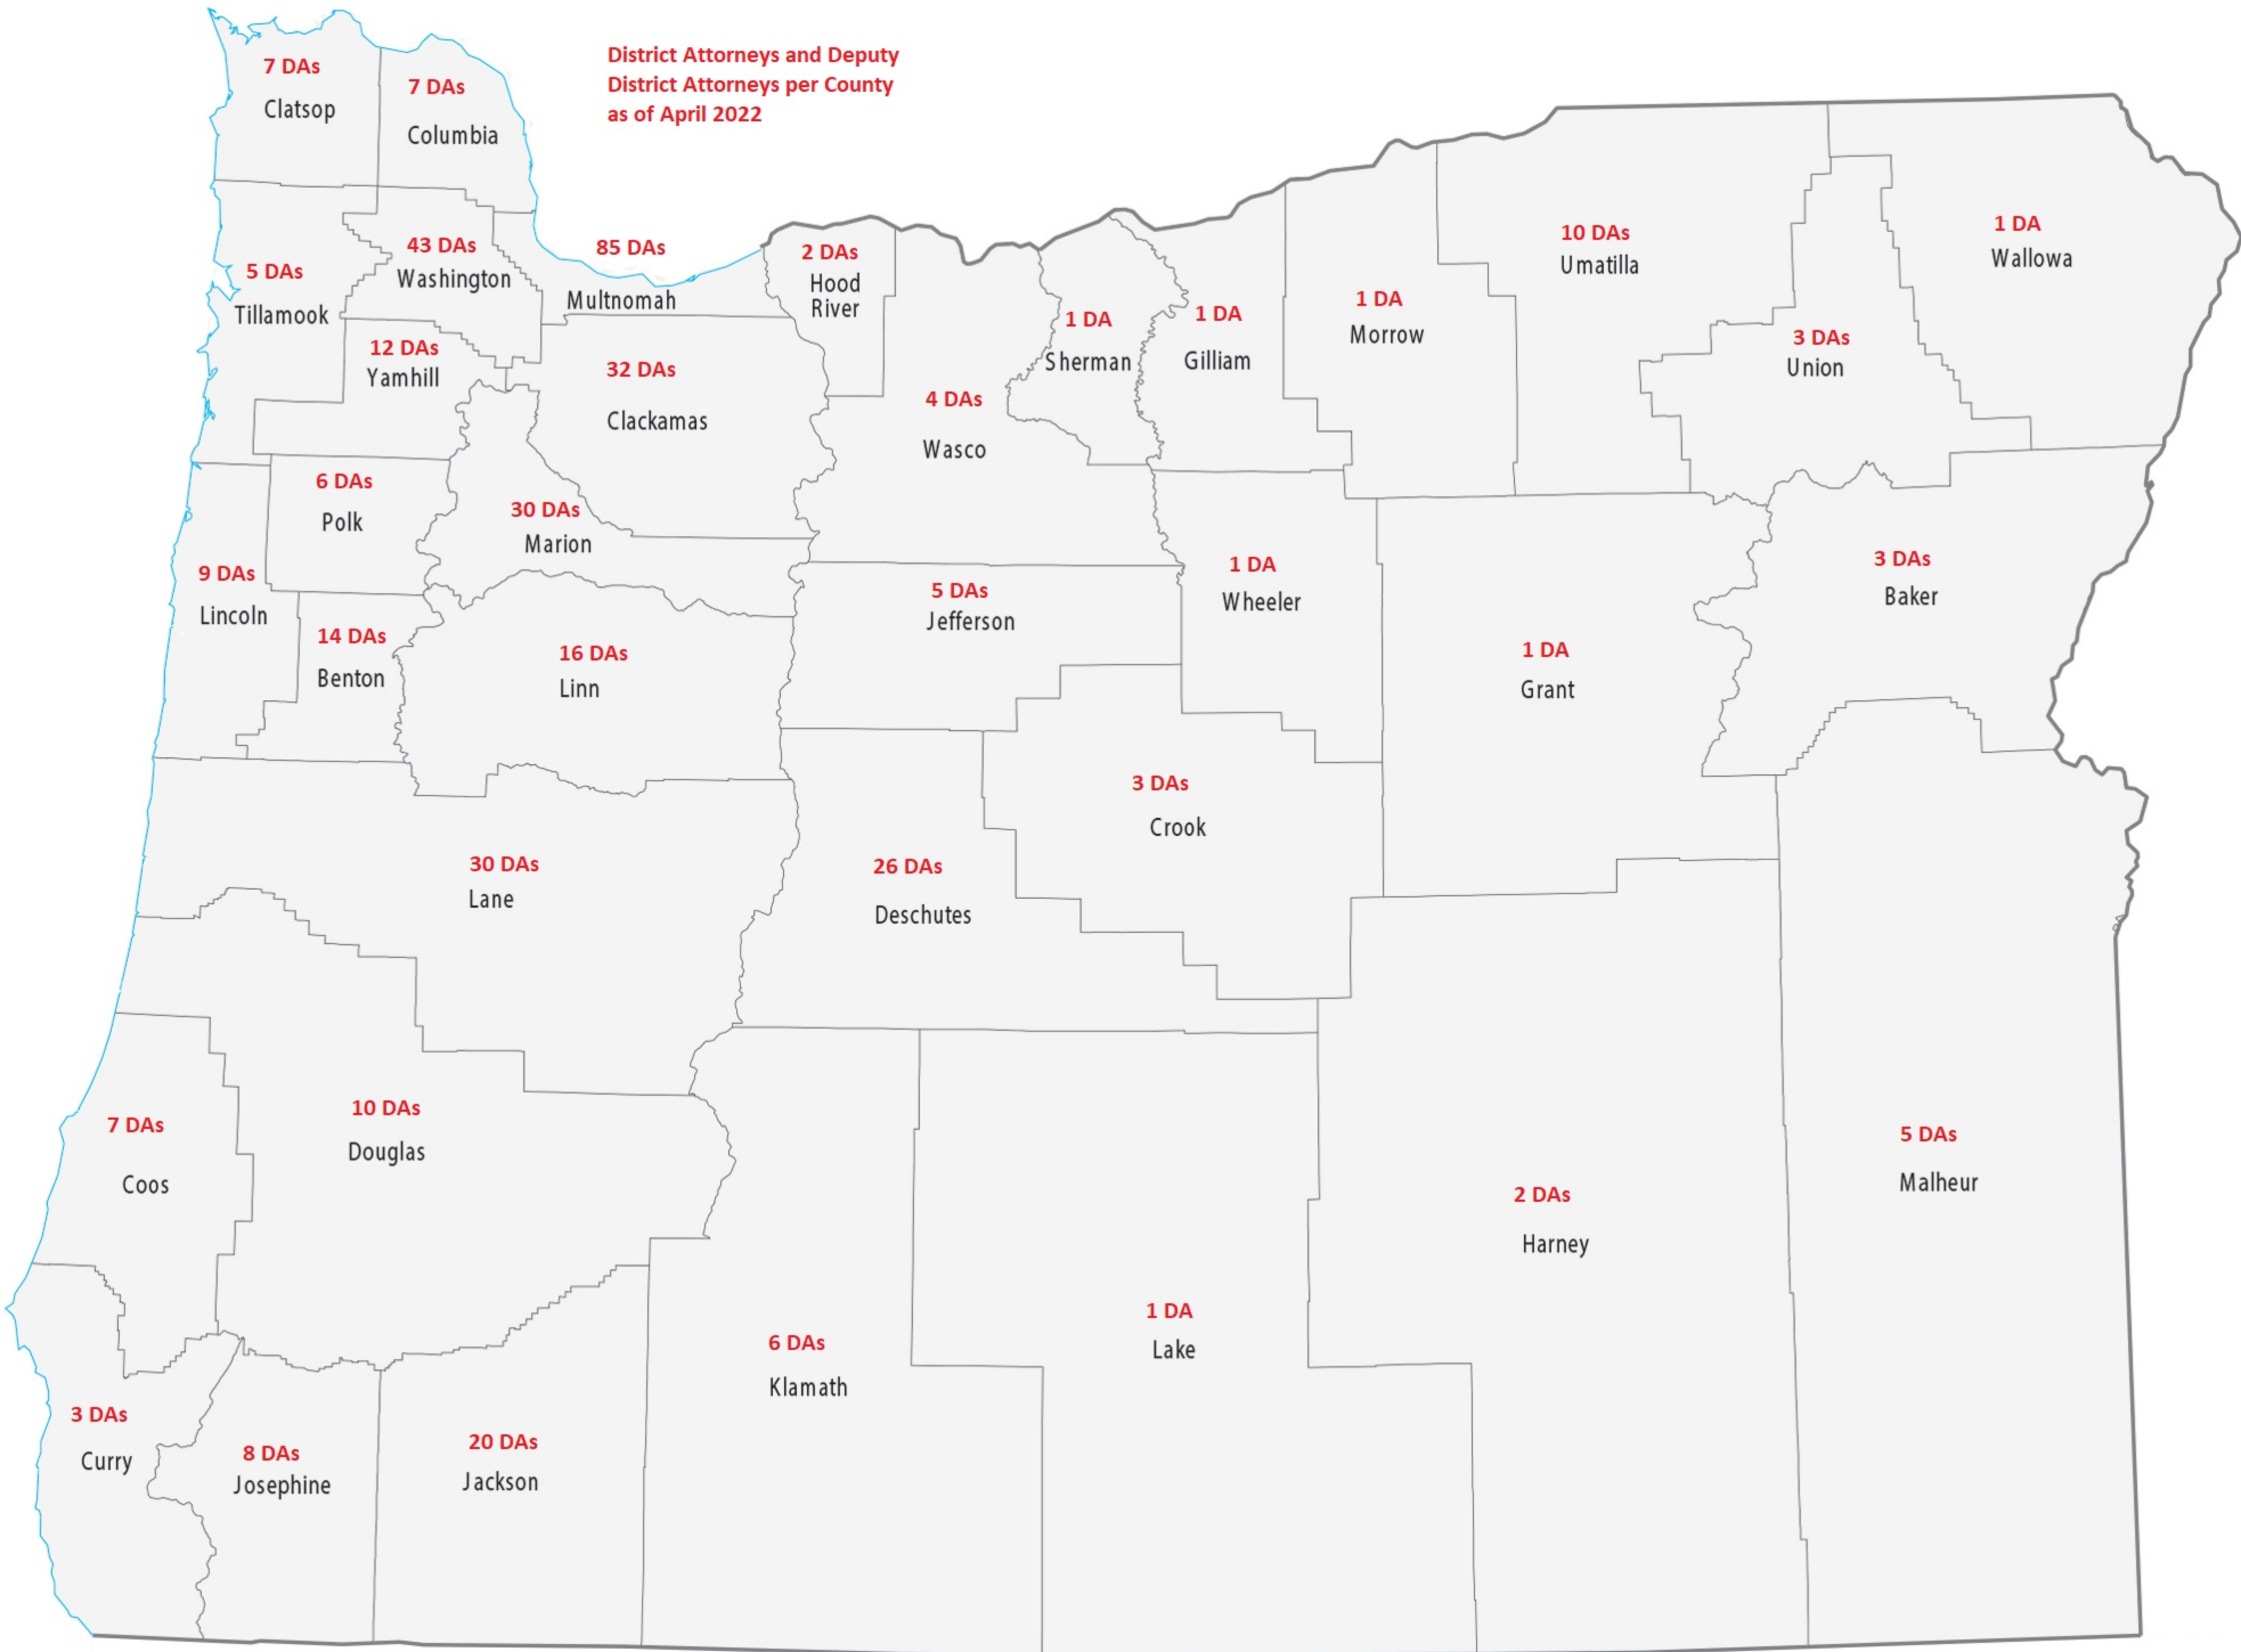 District Attorneys and Deputy
District Attorneys per County
as of April 2022
7 DAs
Clatsop
7 DAs
Columbia
43 DAs
Washington
85 DAs
Multnomah
2 DAs
Hood
River
5 DAs
Tillamook
12 DAs
Yamhill
32 DAs
Clackamas
4 DAs
Wasco
1 DA
Sherman
1 DA
Gilliam
1 DA
Morrow
10 DAs
Umatilla
3 DAs
Union
1 DA
Wallowa
6 DAs
Polk
30 DAs
Marion
9 DAs
Lincoln
14 DAs
Benton
16 DAs
Linn
5 DAs
Jefferson
1 DA
Wheeler
1 DA
Grant
3 DAs
Baker
30 DAs
Lane
26 DAs
Deschutes
3 DAs
Crook
7 DAs
Coos
10 DAs
Douglas
2 DAs
Harney
5 DAs
Malheur
3 DAs
Curry
8 DAs
Josephine
20 DAs
Jackson
6 DAs
Klamath
1 DA
Lake